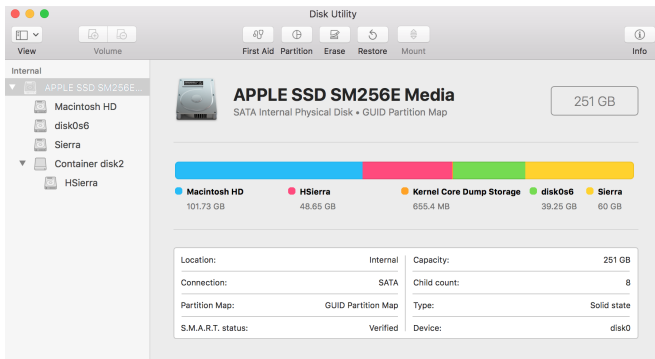 Disk Utility
View
Volume
First Aid
Partition
Erase
Restore
Mount
Info
Internal
APPLE SSD SM256E...
Macintosh HD
disk0s6
Sierra
Container disk2
HSierra
APPLE SSD SM256E Media
SATA Internal Physical Disk • GUID Partition Map
251 GB
Macintosh HD
101.73 GB
HSierra
48.65 GB
Kernel Core Dump Storage
655.4 MB
disk0s6
39.25 GB
Sierra
60 GB
Location: Internal
Capacity: 251 GB
Connection: SATA
Child count: 8
Partition Map: GUID Partition Map
Type: Solid state
S.M.A.R.T. status: Verified
Device: disk0